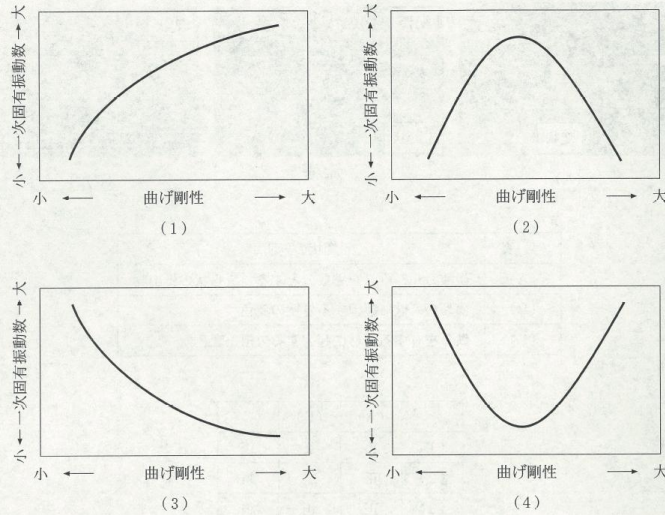 小 ← 一次固有振動数 → 大
小 ← 曲げ剛性 → 大
(1)
小 ← 一次固有振動数 → 大
小 ← 曲げ剛性 → 大
(2)
小 ← 一次固有振動数 → 大
小 ← 曲げ剛性 → 大
(3)
小 ← 一次固有振動数 → 大
小 ← 曲げ剛性 → 大
(4)